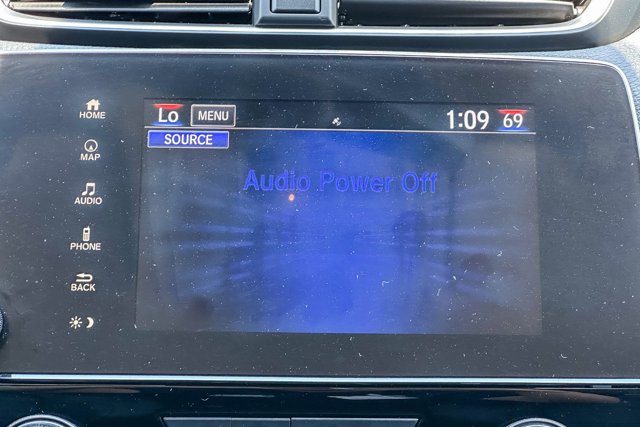 HOME
MAP
AUDIO
PHONE
BACK
Lo MENU 1:09 69
SOURCE
Audio Power Off